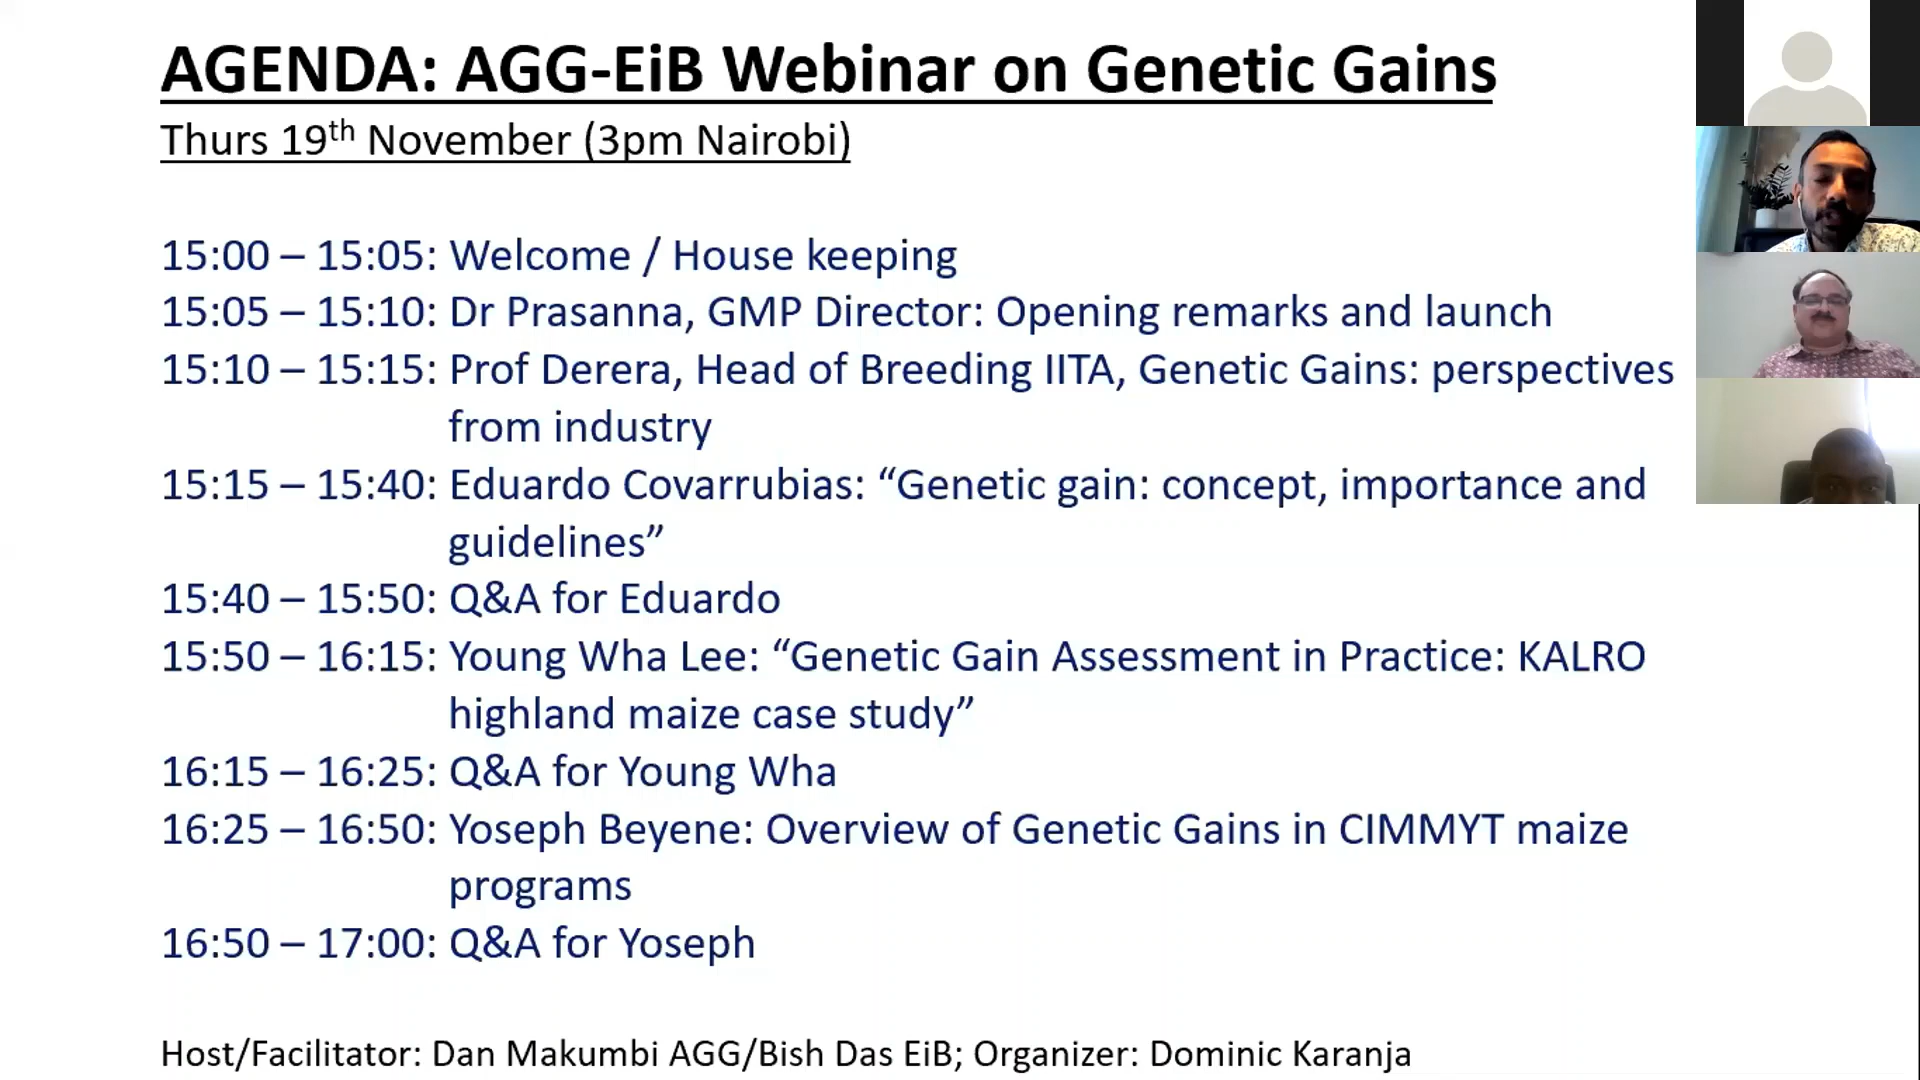 AGENDA: AGG-EiB Webinar on Genetic Gains
Thurs 19th November (3pm Nairobi)
15:00 – 15:05: Welcome / House keeping
15:05 – 15:10: Dr Prasanna, GMP Director: Opening remarks and launch
15:10 – 15:15: Prof Derera, Head of Breeding IITA, Genetic Gains: perspectives
from industry
15:15 – 15:40: Eduardo Covarrubias: “Genetic gain: concept, importance and
guidelines”
15:40 – 15:50: Q&A for Eduardo
15:50 – 16:15: Young Wha Lee: “Genetic Gain Assessment in Practice: KALRO
highland maize case study”
16:15 – 16:25: Q&A for Young Wha
16:25 – 16:50: Yoseph Beyene: Overview of Genetic Gains in CIMMYT maize
programs
16:50 – 17:00: Q&A for Yoseph
Host/Facilitator: Dan Makumbi AGG/Bish Das EiB; Organizer: Dominic Karanja